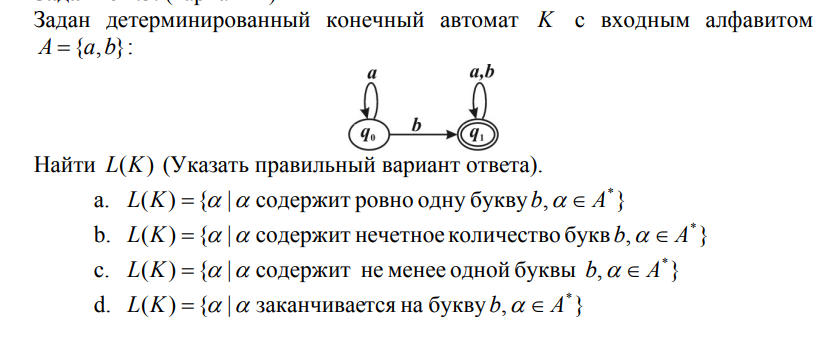 Задан детерминированный конечный автомат K с входным алфавитом
A = {a, b} :
a a,b
q₀ b q₁
Найти L(K) (Указать правильный вариант ответа).
a. L(K) = {α | α содержит ровно одну букву b, α ∈ A*}
b. L(K) = {α | α содержит нечетное количество букв b, α ∈ A*}
c. L(K) = {α | α содержит не менее одной буквы b, α ∈ A*}
d. L(K) = {α | α заканчивается на букву b, α ∈ A*}